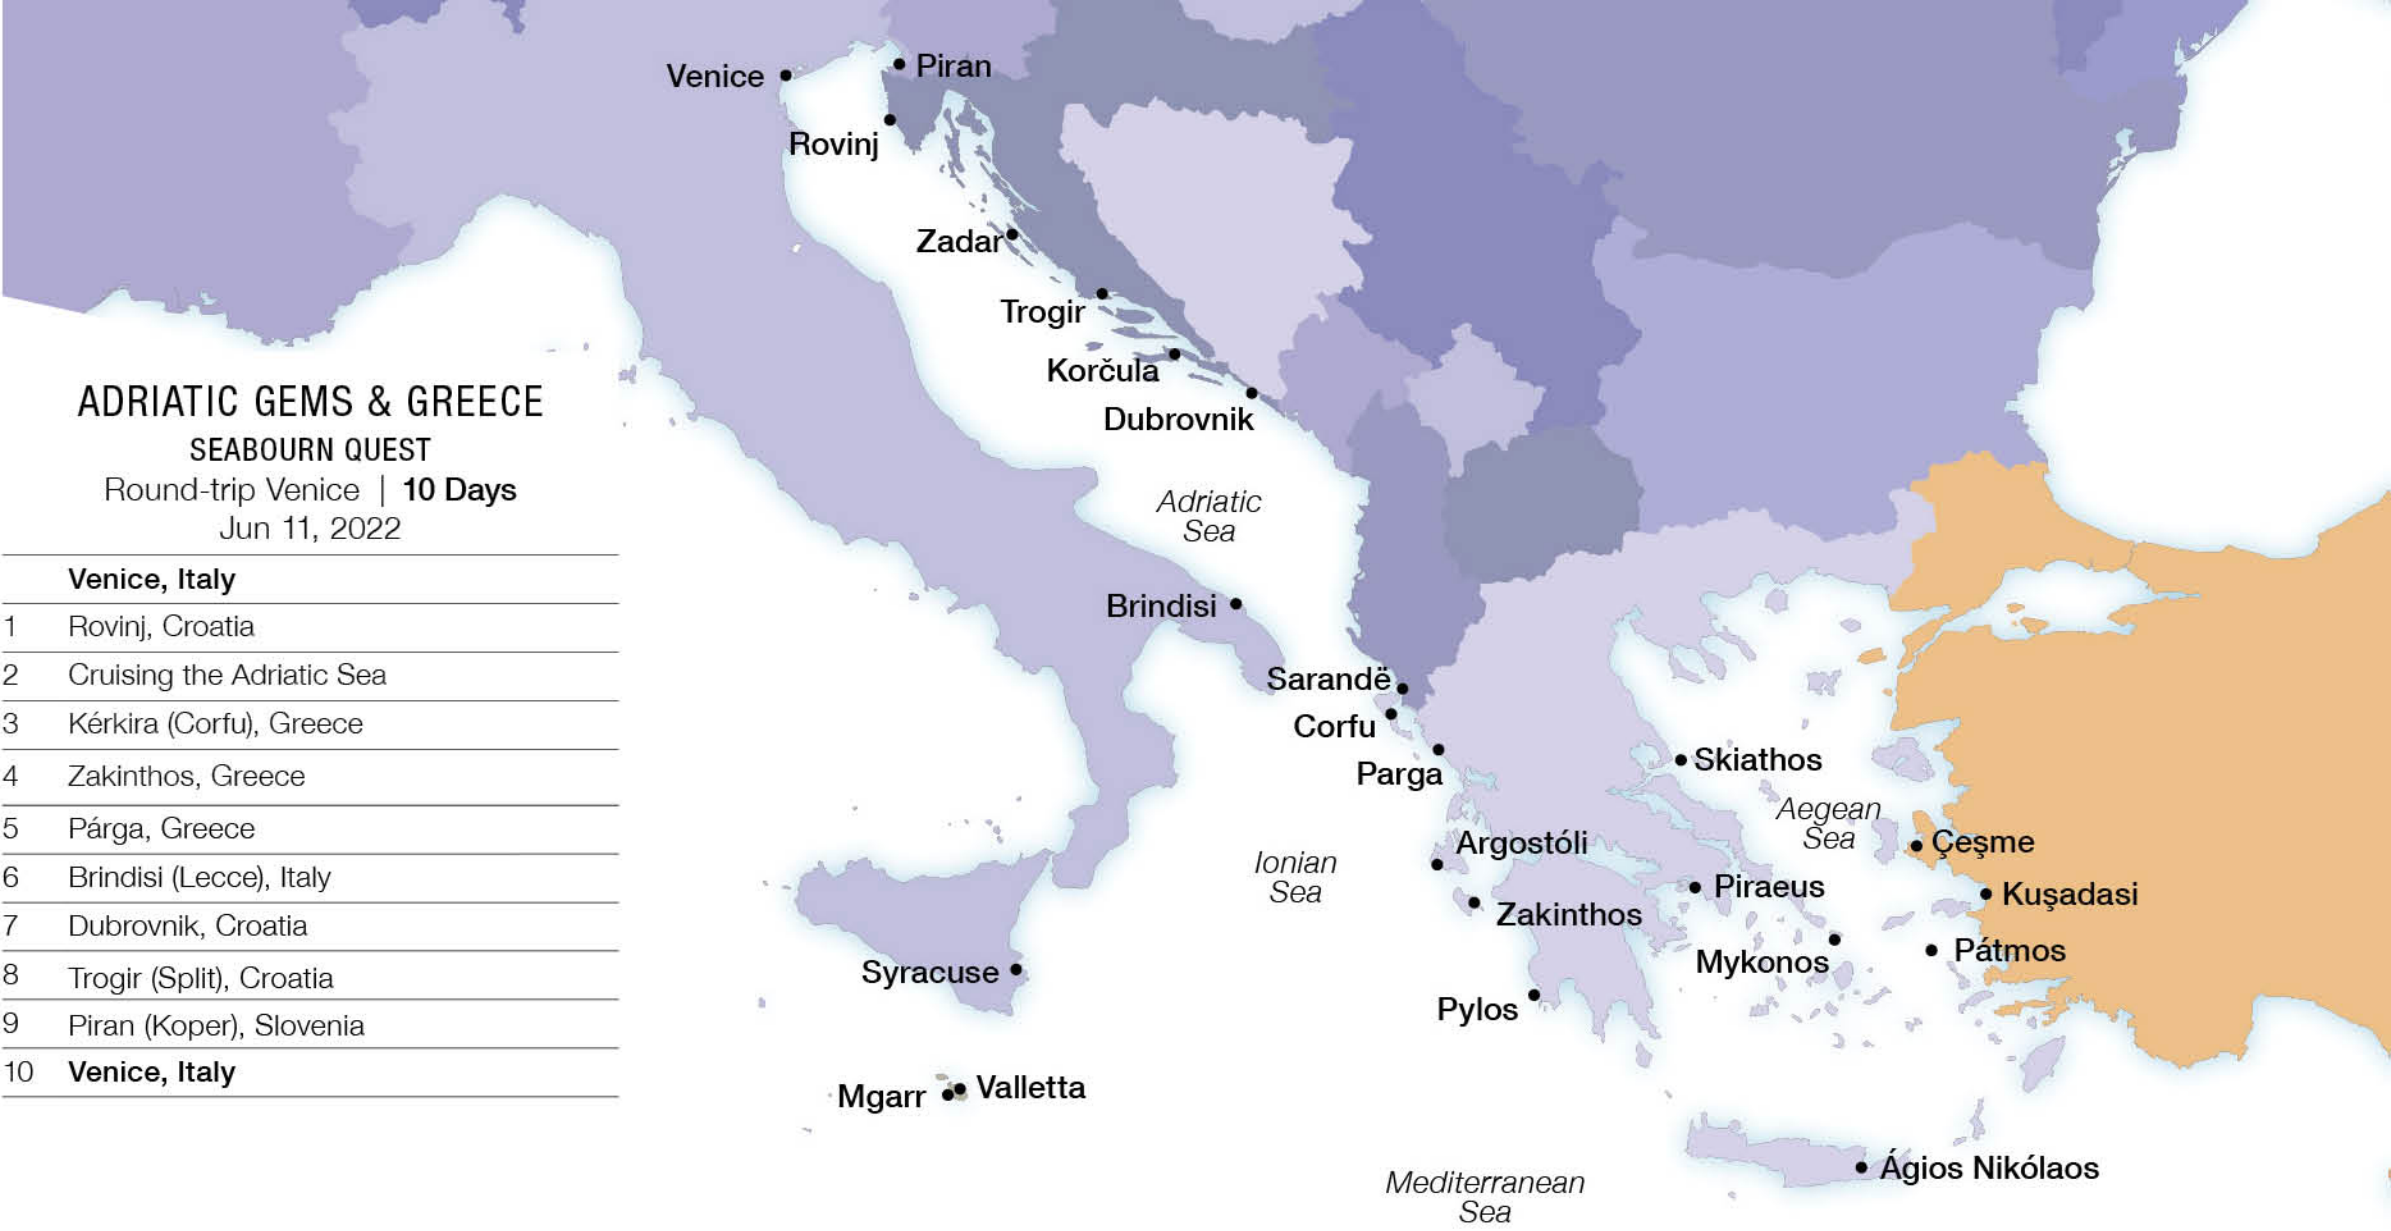 ADRIATIC GEMS & GREECE
SEABOURN QUEST
Round-trip Venice | 10 Days
Jun 11, 2022
Venice, Italy
1 Rovinj, Croatia
2 Cruising the Adriatic Sea
3 Kérkira (Corfu), Greece
4 Zakinthos, Greece
5 Párga, Greece
6 Brindisi (Lecce), Italy
7 Dubrovnik, Croatia
8 Trogir (Split), Croatia
9 Piran (Koper), Slovenia
10 Venice, Italy
Venice
Piran
Rovinj
Zadar
Trogir
Korčula
Dubrovnik
Adriatic
Sea
Brindisi
Sarandë
Corfu
Parga
Skiathos
Aegean
Sea
Argostóli
Çeşme
Ionian
Sea
Piraeus
Kuşadasi
Zakinthos
Mykonos
Pátmos
Syracuse
Pylos
Mgarr
Valletta
Ágios Nikólaos
Mediterranean
Sea